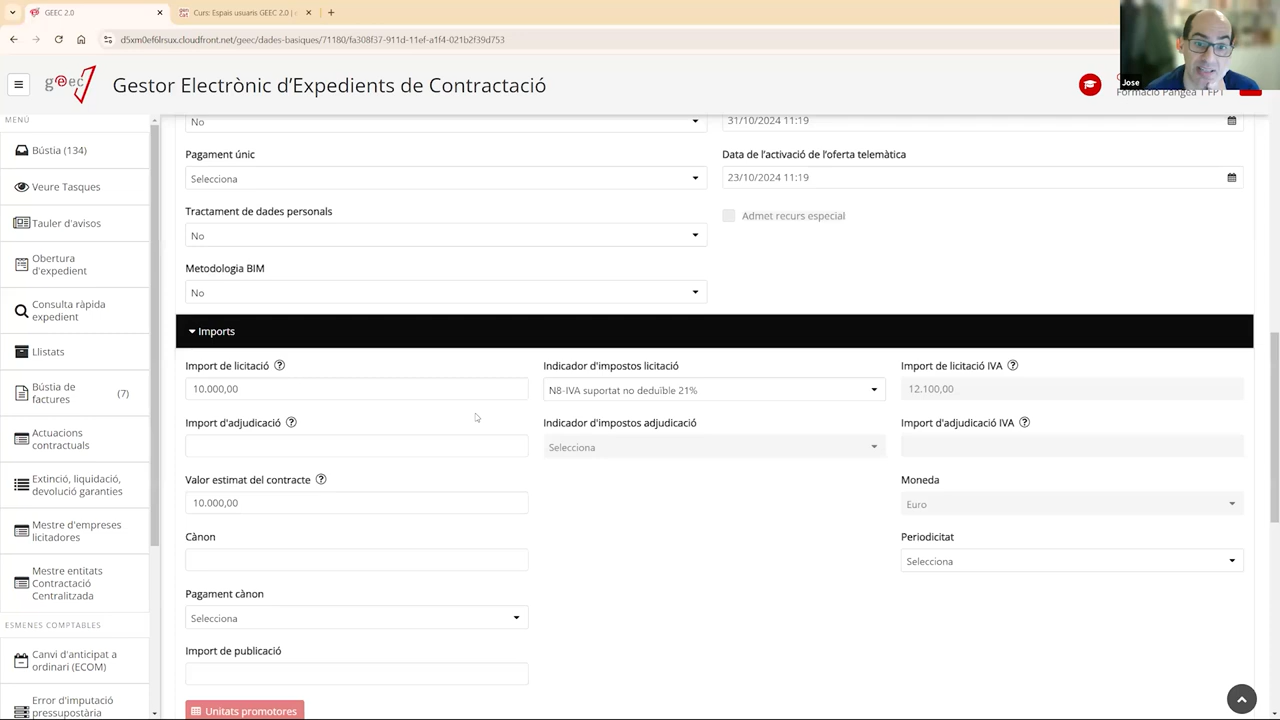 GEEC 2.0
Curs: Espais usuaris GEEC 2.0 | c
d5xm0ef6lrsux.cloudfront.net/geec/dades-basiques/71180/fa308f37-911d-11ef-a1f4-021b2f39d753
g@ec
Gestor Electrònic d'Expedients de Contractació
Jose
Formació Pangea 1 FP1
MENÚ
Bústia (134)
Veure Tasques
Tauler d'avisos
Obertura
d'expedient
Consulta ràpida
expedient
Llistats
Bústia de
factures
(7)
Actuacions
contractuals
Extinció, liquidació,
devolució garanties
Mestre d'empreses
licitadores
Mestre entitats
Contractació
Centralitzada
ESMENES COMPTABLES
Canvi d'anticipat a
ordinari (ECOM)
Error d'imputació
pressupostària
No
31/10/2024 11:19
Pagament únic
Data de l'activació de l'oferta telemàtica
Selecciona
23/10/2024 11:19
Tractament de dades personals
Admet recurs especial
No
Metodologia BIM
No
Imports
Import de licitació
Indicador d'impostos licitació
Import de licitació IVA
10.000,00
N8-IVA suportat no deduïble 21%
12.100,00
Import d'adjudicació
Indicador d'impostos adjudicació
Import d'adjudicació IVA
Selecciona
Valor estimat del contracte
Moneda
10.000,00
Euro
Cànon
Periodicitat
Selecciona
Pagament cànon
Selecciona
Import de publicació
Unitats promotores